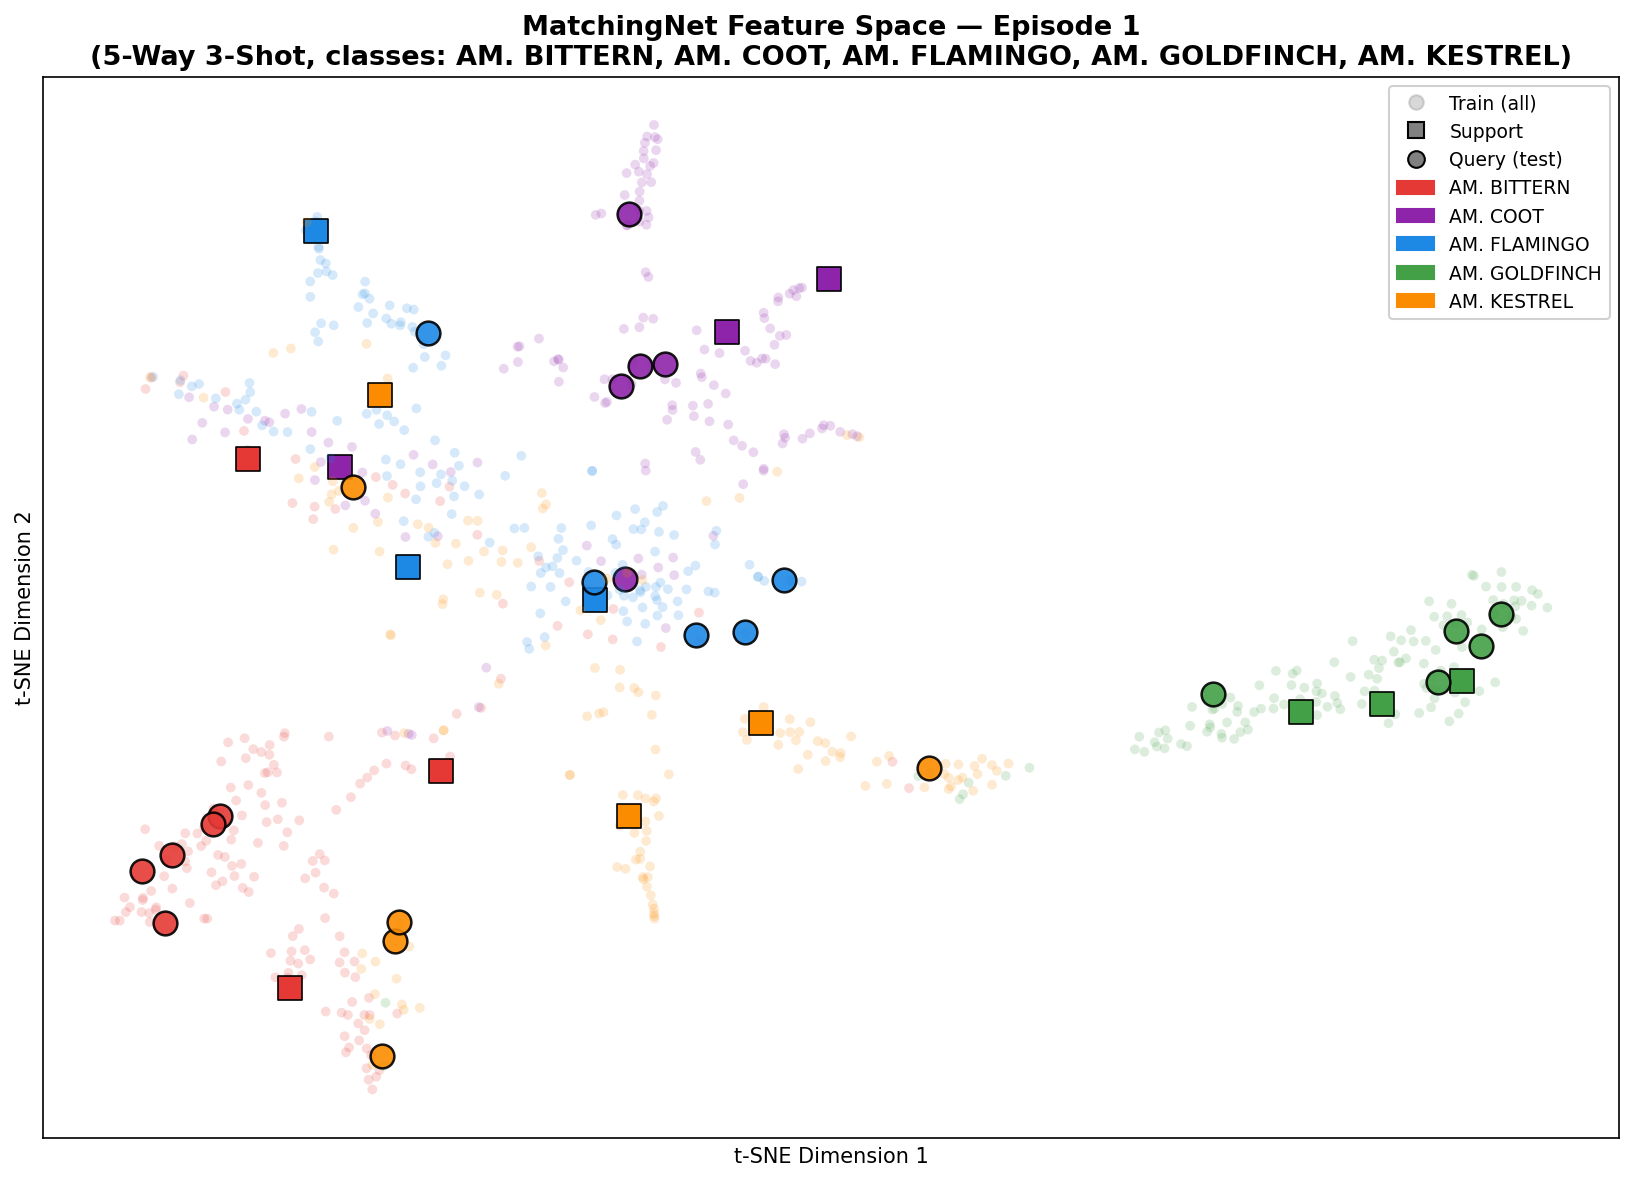 MatchingNet Feature Space — Episode 1
(5-Way 3-Shot, classes: AM. BITTERN, AM. COOT, AM. FLAMINGO, AM. GOLDFINCH, AM. KESTREL)
Train (all)
Support
Query (test)
AM. BITTERN
AM. COOT
AM. FLAMINGO
AM. GOLDFINCH
AM. KESTREL
t-SNE Dimension 2
t-SNE Dimension 1